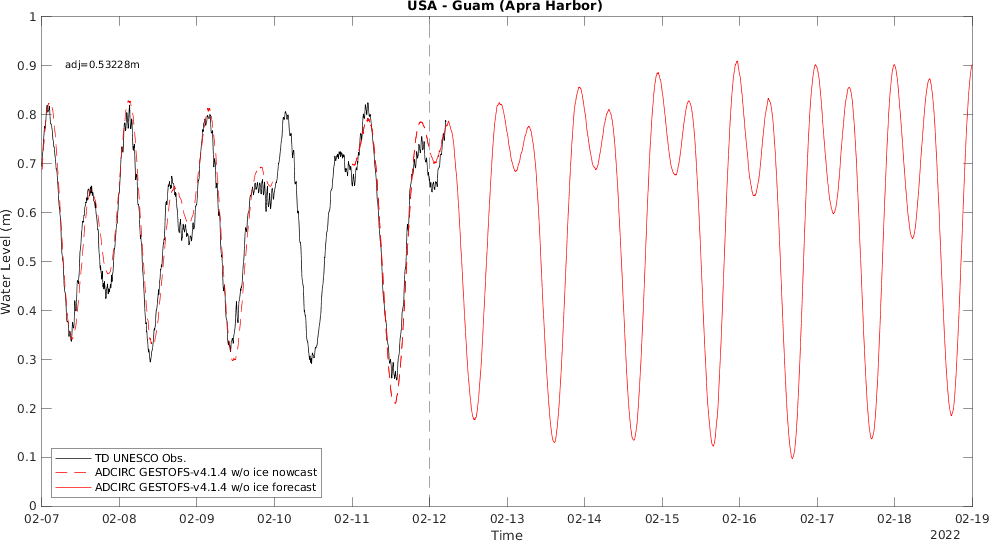 USA - Guam (Apra Harbor)
1
0.9
0.8
0.7
0.6
0.5
0.4
0.3
0.2
0.1
0
adj=0.53228m
Water Level (m)
TD UNESCO Obs.
ADCIRC GESTOFS-v4.1.4 w/o ice nowcast
ADCIRC GESTOFS-v4.1.4 w/o ice forecast
02-07 02-08 02-09 02-10 02-11 02-12 02-13 02-14 02-15 02-16 02-17 02-18 02-19
Time
2022